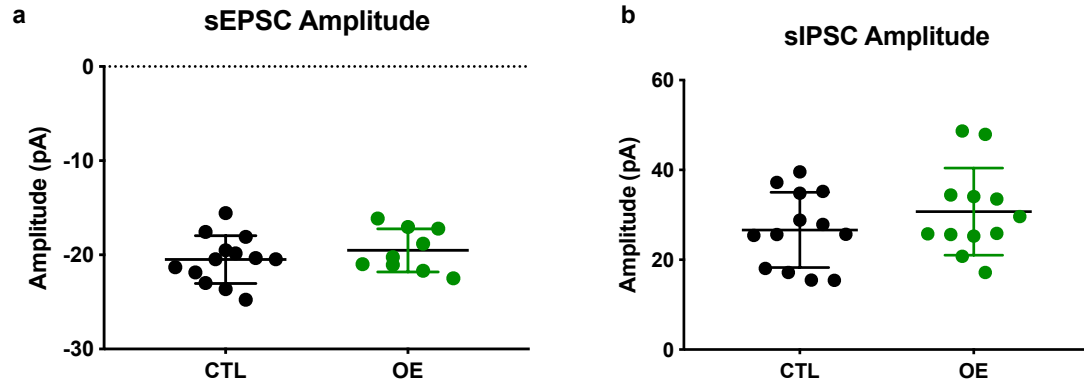 a
sEPSC Amplitude
Amplitude (pA)
0
-10
-20
-30
CTL
OE
b
sIPSC Amplitude
Amplitude (pA)
60
40
20
0
CTL
OE